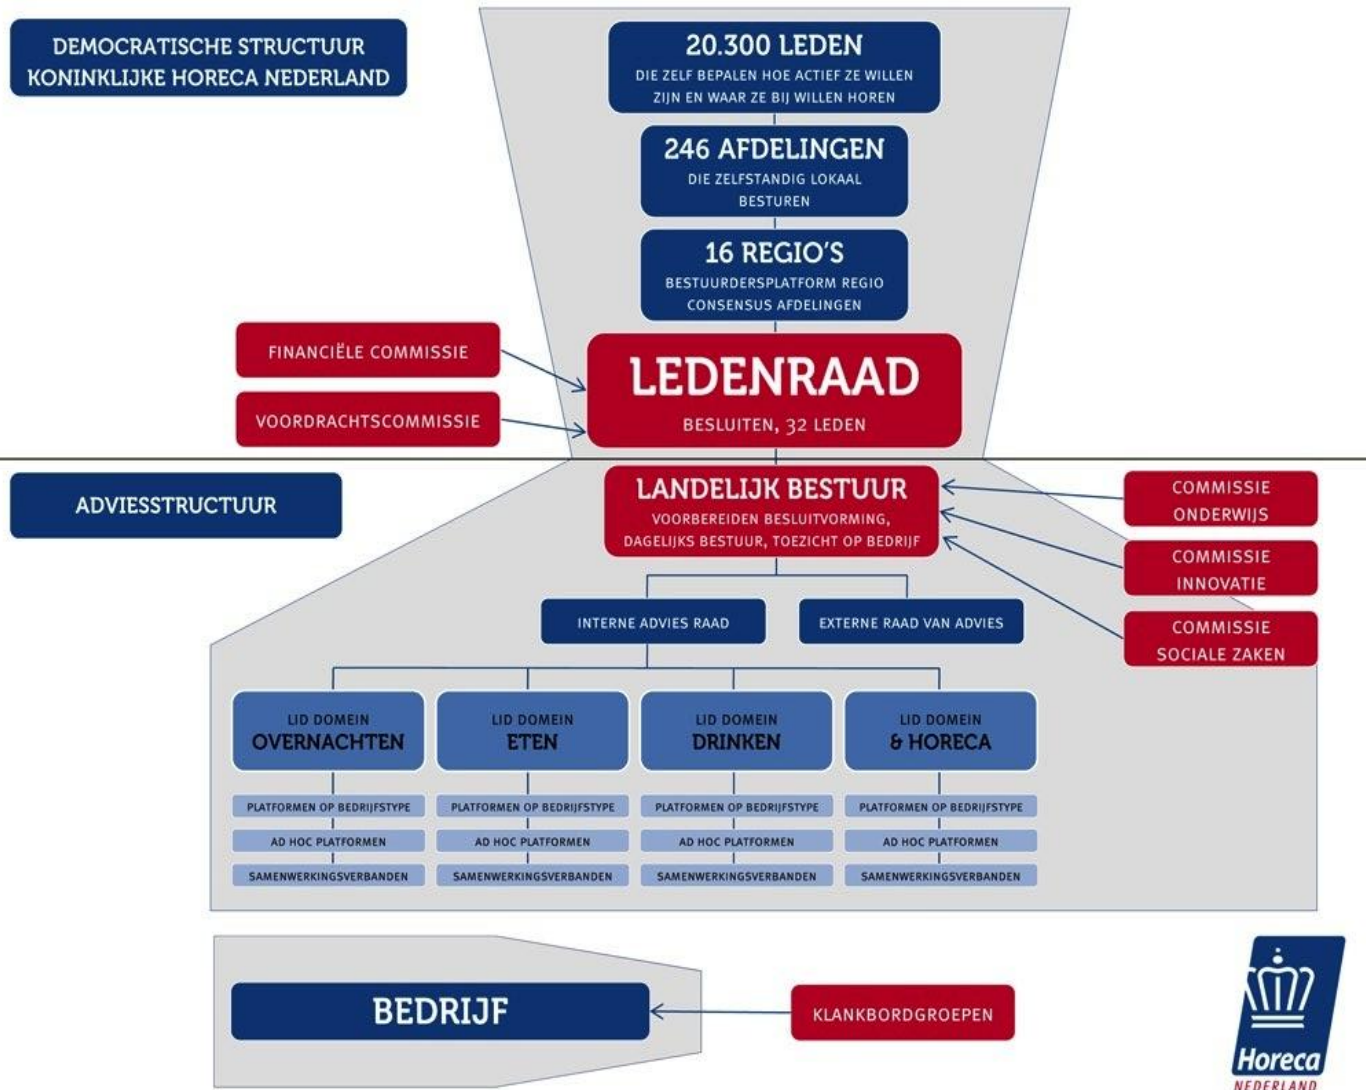 DEMOCRATISCHE STRUCTUUR
KONINKLIJKE HORECA NEDERLAND
20.300 LEDEN
DIE ZELF BEPALEN HOE ACTIEF ZE WILLEN
ZIJN EN WAAR ZE BIJ WILLEN HOREN
246 AFDELINGEN
DIE ZELFSTANDIG LOKAAL
BESTUREN
16 REGIO'S
BESTUURDERSPLATFORM REGIO
CONSENSUS AFDELINGEN
FINANCIËLE COMMISSIE
VOORDRACHTSCOMMISSIE
LEDENRAAD
BESLUITEN, 32 LEDEN
ADVIESSTRUCTUUR
LANDELIJK BESTUUR
VOORBEREIDEN BESLUITVORMING,
DAGELIJKS BESTUUR, TOEZICHT OP BEDRIJF
COMMISSIE
ONDERWIJS
COMMISSIE
INNOVATIE
COMMISSIE
SOCIALE ZAKEN
INTERNE ADVIES RAAD
EXTERNE RAAD VAN ADVIES
LID DOMEIN
OVERNACHTEN
LID DOMEIN
ETEN
LID DOMEIN
DRINKEN
LID DOMEIN
& HORECA
PLATFORMEN OP BEDRIJFSTYPE
PLATFORMEN OP BEDRIJFSTYPE
PLATFORMEN OP BEDRIJFSTYPE
PLATFORMEN OP BEDRIJFSTYPE
AD HOC PLATFORMEN
AD HOC PLATFORMEN
AD HOC PLATFORMEN
AD HOC PLATFORMEN
SAMENWERKINGSVERBANDEN
SAMENWERKINGSVERBANDEN
SAMENWERKINGSVERBANDEN
SAMENWERKINGSVERBANDEN
BEDRIJF
KLANKBORDGROEPEN
Horeca
NEDERLAND